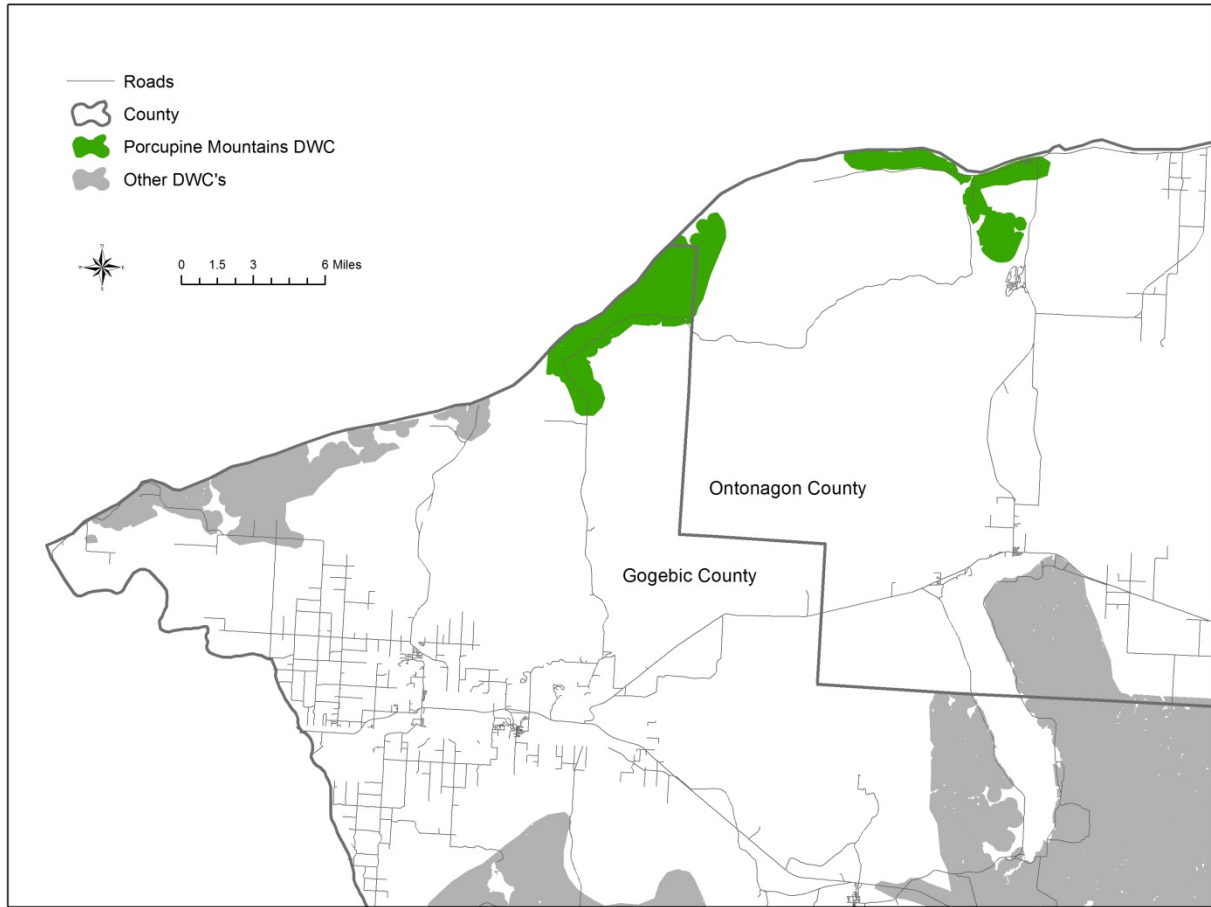 Roads
County
Porcupine Mountains DWC
Other DWC's
N
W E
S
0 1.5 3 6 Miles
Ontonagon County
Gogebic County